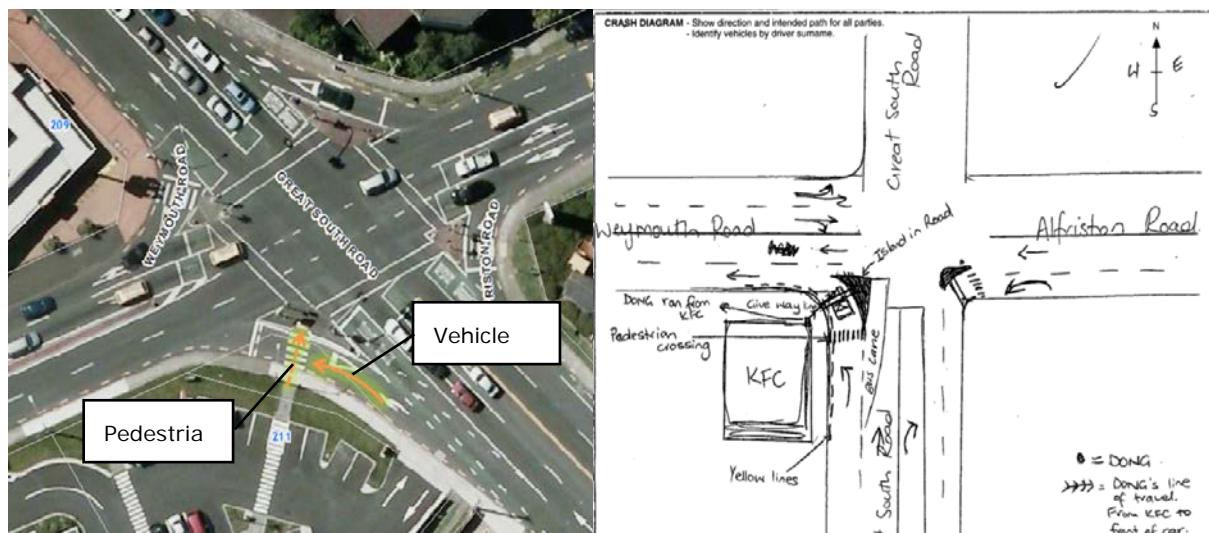 209
WEYMOUTH ROAD
GREAT SOUTH ROAD
RISTON ROAD
Vehicle
Pedestria
211
CRASH DIAGRAM - Show direction and intended path for all parties.
- Identify vehicles by driver surname.
N
W E
S
Great South
Road
Weymouth Road
Island in Road
Alfriston Road
DONG ran from
KFC
Give way line
Pedestrian
crossing
KFC
Bus Lane
Yellow lines
t South Road
= DONG
= DONG's line
of travel.
From KFC to
front of car.